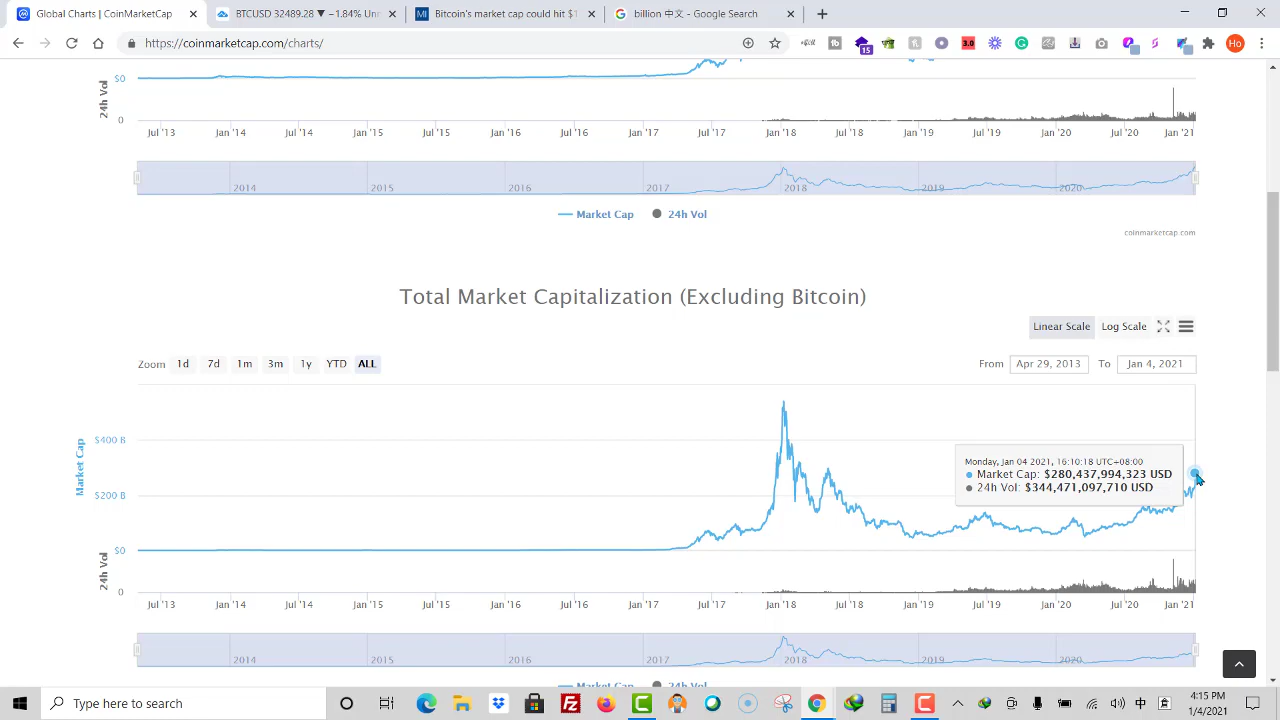 Global Charts | CoinMarketCap
BTCUSD 32489.28 ▼ −1.84% Un
Bitcoin market cap could hit $1
billion 中文 - Google Search
https://coinmarketcap.com/charts/
15
3.0
Ho
$0
24h Vol
0
Jul '13 Jan '14 Jul '14 Jan '15 Jul '15 Jan '16 Jul '16 Jan '17 Jul '17 Jan '18 Jul '18 Jan '19 Jul '19 Jan '20 Jul '20 Jan '21
2014 2015 2016 2017 2018 2019 2020
Market Cap 24h Vol
coinmarketcap.com
Total Market Capitalization (Excluding Bitcoin)
Linear Scale Log Scale
Zoom 1d 7d 1m 3m 1y YTD ALL From Apr 29, 2013 To Jan 4, 2021
Market Cap
$400 B
$200 B
$0
Monday, Jan 04 2021, 16:10:18 UTC+08:00
Market Cap: $280,437,994,323 USD
24h Vol: $344,471,097,710 USD
24h Vol
0
Jul '13 Jan '14 Jul '14 Jan '15 Jul '15 Jan '16 Jul '16 Jan '17 Jul '17 Jan '18 Jul '18 Jan '19 Jul '19 Jan '20 Jul '20 Jan '21
2014 2015 2016 2017 2018 2019 2020
Market Cap 24h Vol
Type here to search
中
4:15 PM
1/4/2021